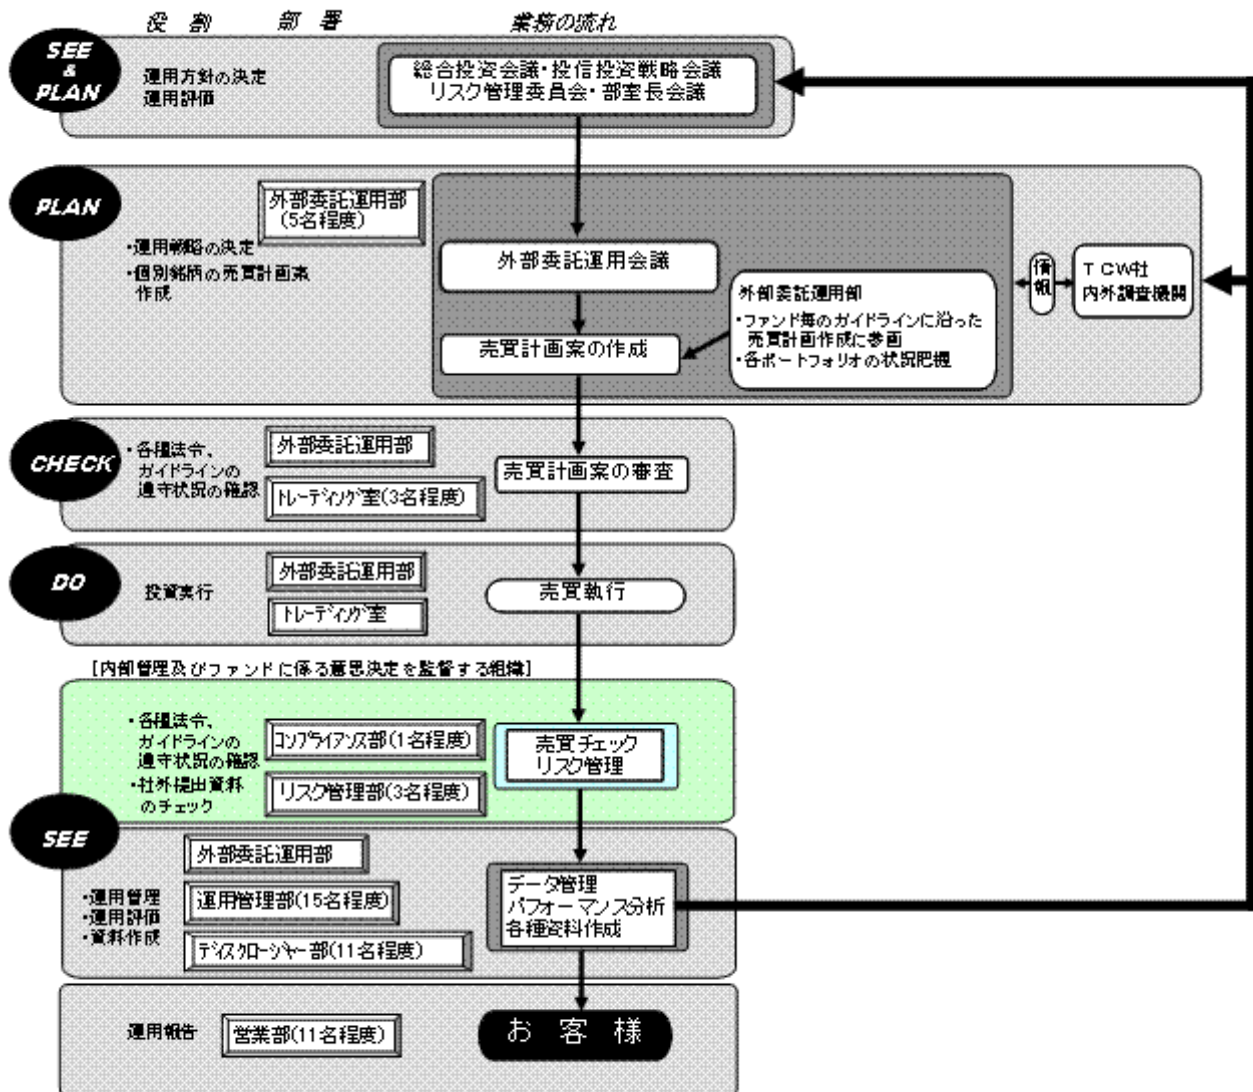 役 割
部 署
業務の流れ
SEE
&
PLAN
運用方針の決定
運用評価
総合投資会議・投信投資戦略会議
リスク管理委員会・部室長会議
PLAN
外部委託運用部
(5名程度)
・運用戦略の決定
・個別銘柄の売買計画案
作成
外部委託運用会議
売買計画案の作成
外部委託運用部
・ファンド毎のガイドラインに沿った
売買計画作成に参画
・各ポートフォリオの状況把握
情報
TCW社
内外調査機関
CHECK
・各種法令、
ガイドラインの
遵守状況の確認
外部委託運用部
トレーディング室(3名程度)
売買計画案の審査
DO
投資実行
外部委託運用部
トレーディング室
売買執行
[内部管理及びファンドに係る意思決定を監督する組織]
・各種法令、
ガイドラインの
遵守状況の確認
・社外提出資料
のチェック
コンプライアンス部(1名程度)
リスク管理部(3名程度)
売買チェック
リスク管理
SEE
・運用管理
・運用評価
・資料作成
外部委託運用部
運用管理部(15名程度)
ディスクロージャー部(11名程度)
データ管理
パフォーマンス分析
各種資料作成
運用報告
営業部(11名程度)
お 客 様